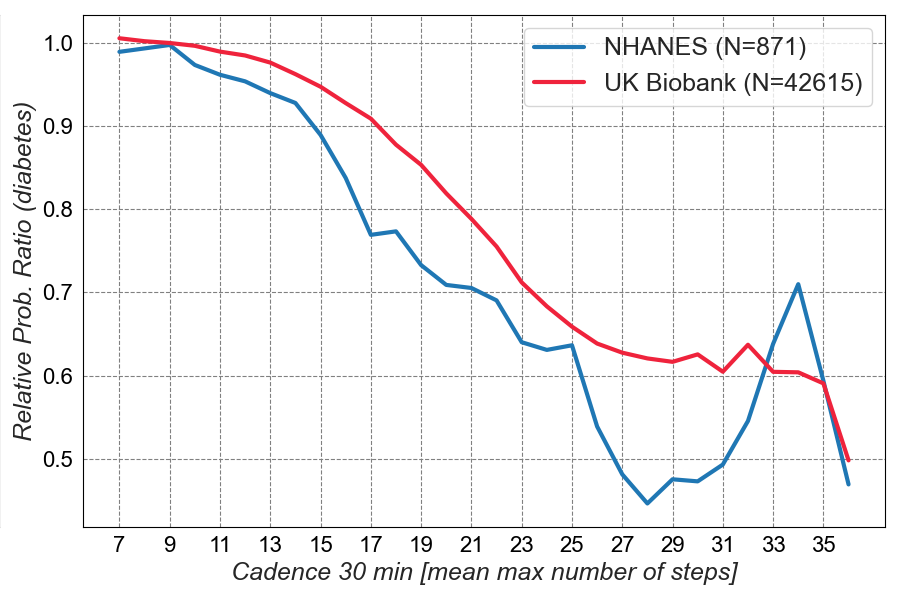 NHANES (N=871)
UK Biobank (N=42615)
Relative Prob. Ratio (diabetes)
1.0
0.9
0.8
0.7
0.6
0.5
7 9 11 13 15 17 19 21 23 25 27 29 31 33 35
Cadence 30 min [mean max number of steps]